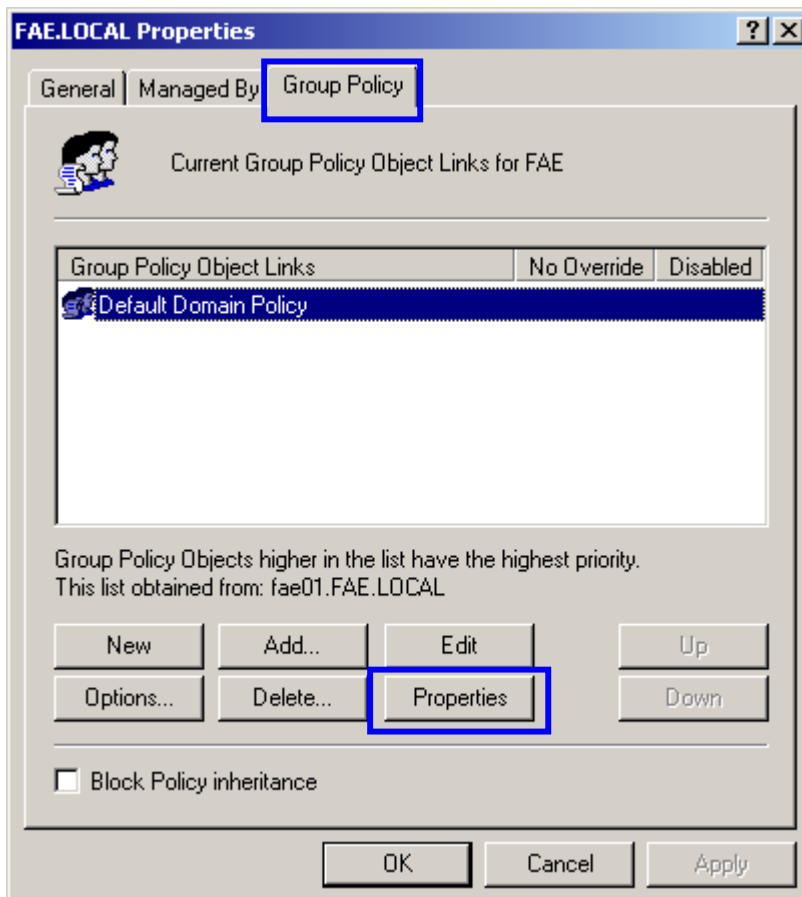 FAE.LOCAL Properties
General Managed By Group Policy
Current Group Policy Object Links for FAE
Group Policy Object Links No Override Disabled
Default Domain Policy
Group Policy Objects higher in the list have the highest priority.
This list obtained from: fae01.FAE.LOCAL
New Add... Edit Up
Options... Delete... Properties Down
Block Policy inheritance
OK Cancel Apply